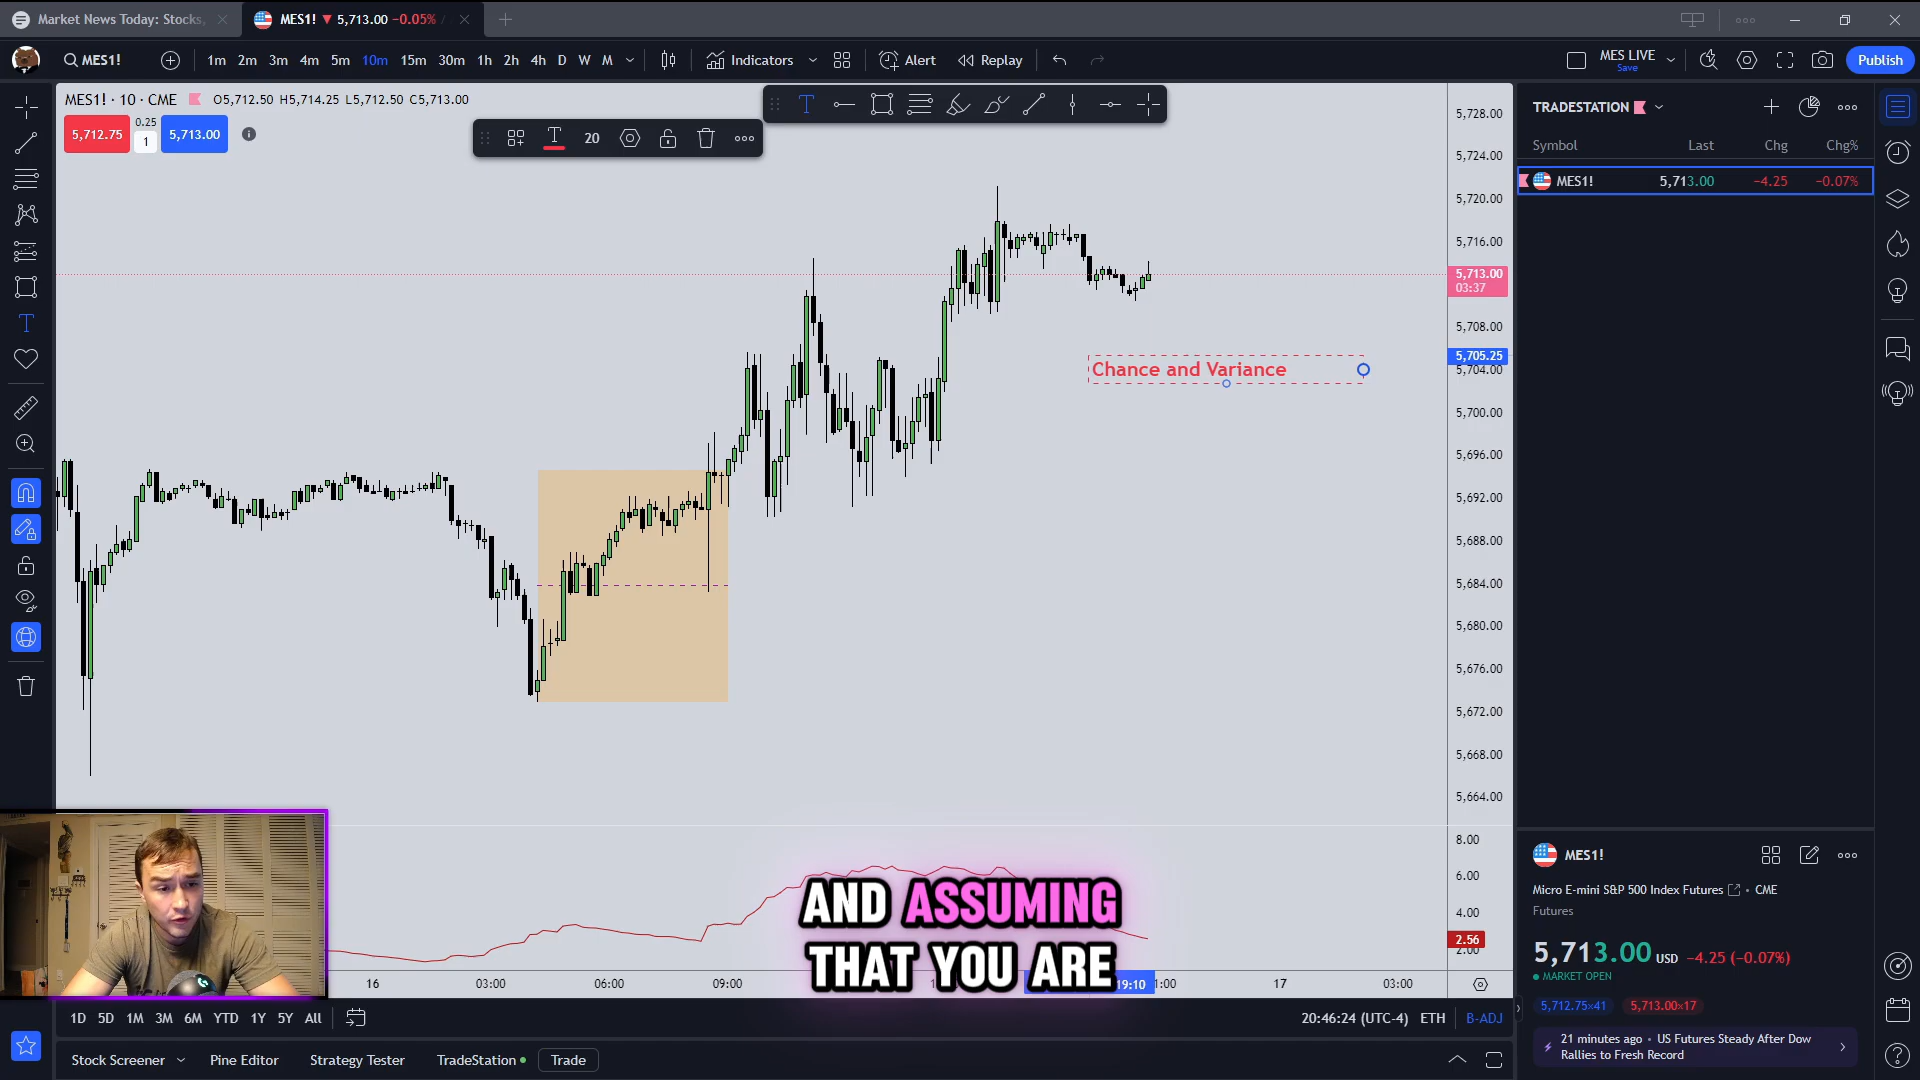 Market News Today: Stocks,
MES1! ▼ 5,713.00 −0.05% /
MES1!
1m 2m 3m 4m 5m 10m 15m 30m 1h 2h 4h D W M
Indicators
Alert
Replay
MES LIVE
Save
Publish
MES1! · 10 · CME O5,712.50 H5,714.25 L5,712.50 C5,713.00
5,712.75
0.25
1
5,713.00
20
TRADESTATION
Symbol Last Chg Chg%
MES1! 5,713.00 −4.25 −0.07%
5,728.00
5,724.00
5,720.00
5,716.00
5,713.00
03:37
5,708.00
5,705.25
5,704.00
5,700.00
5,696.00
5,692.00
5,688.00
5,684.00
5,680.00
5,676.00
5,672.00
5,668.00
5,664.00
Chance and Variance
8.00
6.00
4.00
2.56
2.00
AND ASSUMING
THAT YOU ARE
16 03:00 06:00 09:00 19:10 1:00 17 03:00
MES1!
Micro E-mini S&P 500 Index Futures • CME
Futures
5,713.00 USD −4.25 (−0.07%)
MARKET OPEN
5,712.75×41 5,713.00×17
21 minutes ago • US Futures Steady After Dow
Rallies to Fresh Record
1D 5D 1M 3M 6M YTD 1Y 5Y All
20:46:24 (UTC-4) ETH B-ADJ
Stock Screener Pine Editor Strategy Tester TradeStation Trade